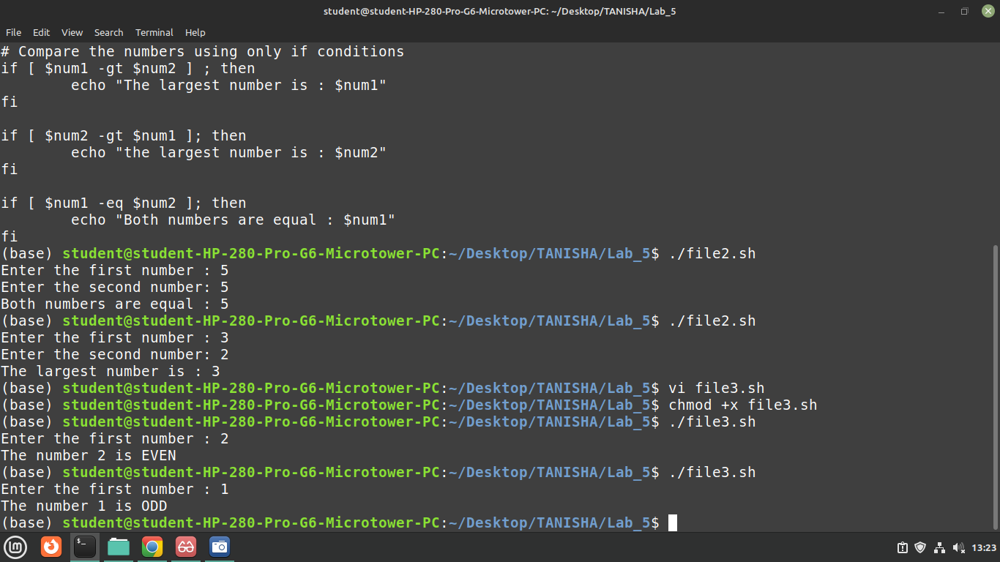 student@student-HP-280-Pro-G6-Microtower-PC: ~/Desktop/TANISHA/Lab_5
File Edit View Search Terminal Help
# Compare the numbers using only if conditions
if [ $num1 -gt $num2 ] ; then
        echo "The largest number is : $num1"
fi

if [ $num2 -gt $num1 ]; then
        echo "the largest number is : $num2"
fi

if [ $num1 -eq $num2 ]; then
        echo "Both numbers are equal : $num1"
fi
(base) student@student-HP-280-Pro-G6-Microtower-PC:~/Desktop/TANISHA/Lab_5$ ./file2.sh
Enter the first number : 5
Enter the second number: 5
Both numbers are equal : 5
(base) student@student-HP-280-Pro-G6-Microtower-PC:~/Desktop/TANISHA/Lab_5$ ./file2.sh
Enter the first number : 3
Enter the second number: 2
The largest number is : 3
(base) student@student-HP-280-Pro-G6-Microtower-PC:~/Desktop/TANISHA/Lab_5$ vi file3.sh
(base) student@student-HP-280-Pro-G6-Microtower-PC:~/Desktop/TANISHA/Lab_5$ chmod +x file3.sh
(base) student@student-HP-280-Pro-G6-Microtower-PC:~/Desktop/TANISHA/Lab_5$ ./file3.sh
Enter the first number : 2
The number 2 is EVEN
(base) student@student-HP-280-Pro-G6-Microtower-PC:~/Desktop/TANISHA/Lab_5$ ./file3.sh
Enter the first number : 1
The number 1 is ODD
(base) student@student-HP-280-Pro-G6-Microtower-PC:~/Desktop/TANISHA/Lab_5$
13:23